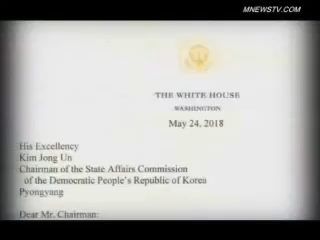 MNEWSTV.COM
THE WHITE HOUSE
WASHINGTON
May 24, 2018
His Excellency
Kim Jong Un
Chairman of the State Affairs Commission
of the Democratic People's Republic of Korea
Pyongyang
Dear Mr. Chairman: